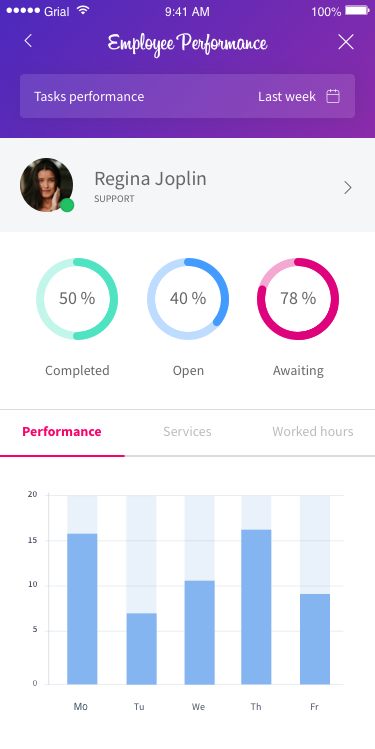 Grial 9:41 AM 100%
Employee Performance
Tasks performance Last week
Regina Joplin
SUPPORT
50 % 40 % 78 %
Completed Open Awaiting
Performance Services Worked hours
20
15
10
5
0
Mo Tu We Th Fr